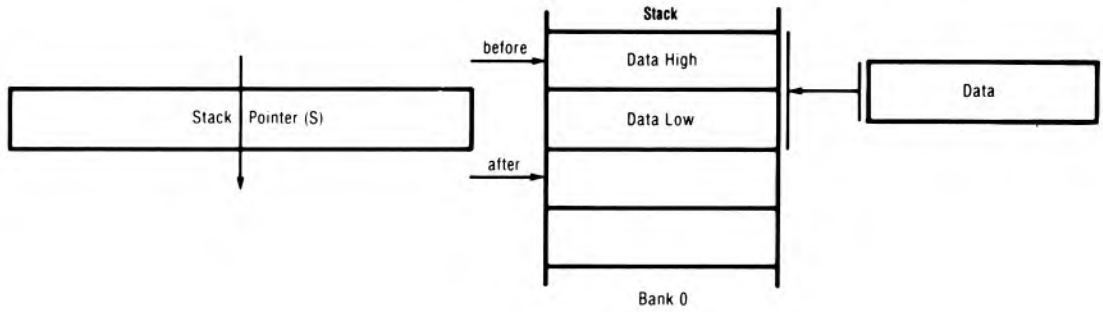 Stack
before
Data High
Data
Stack Pointer (S)
Data Low
after
Bank 0